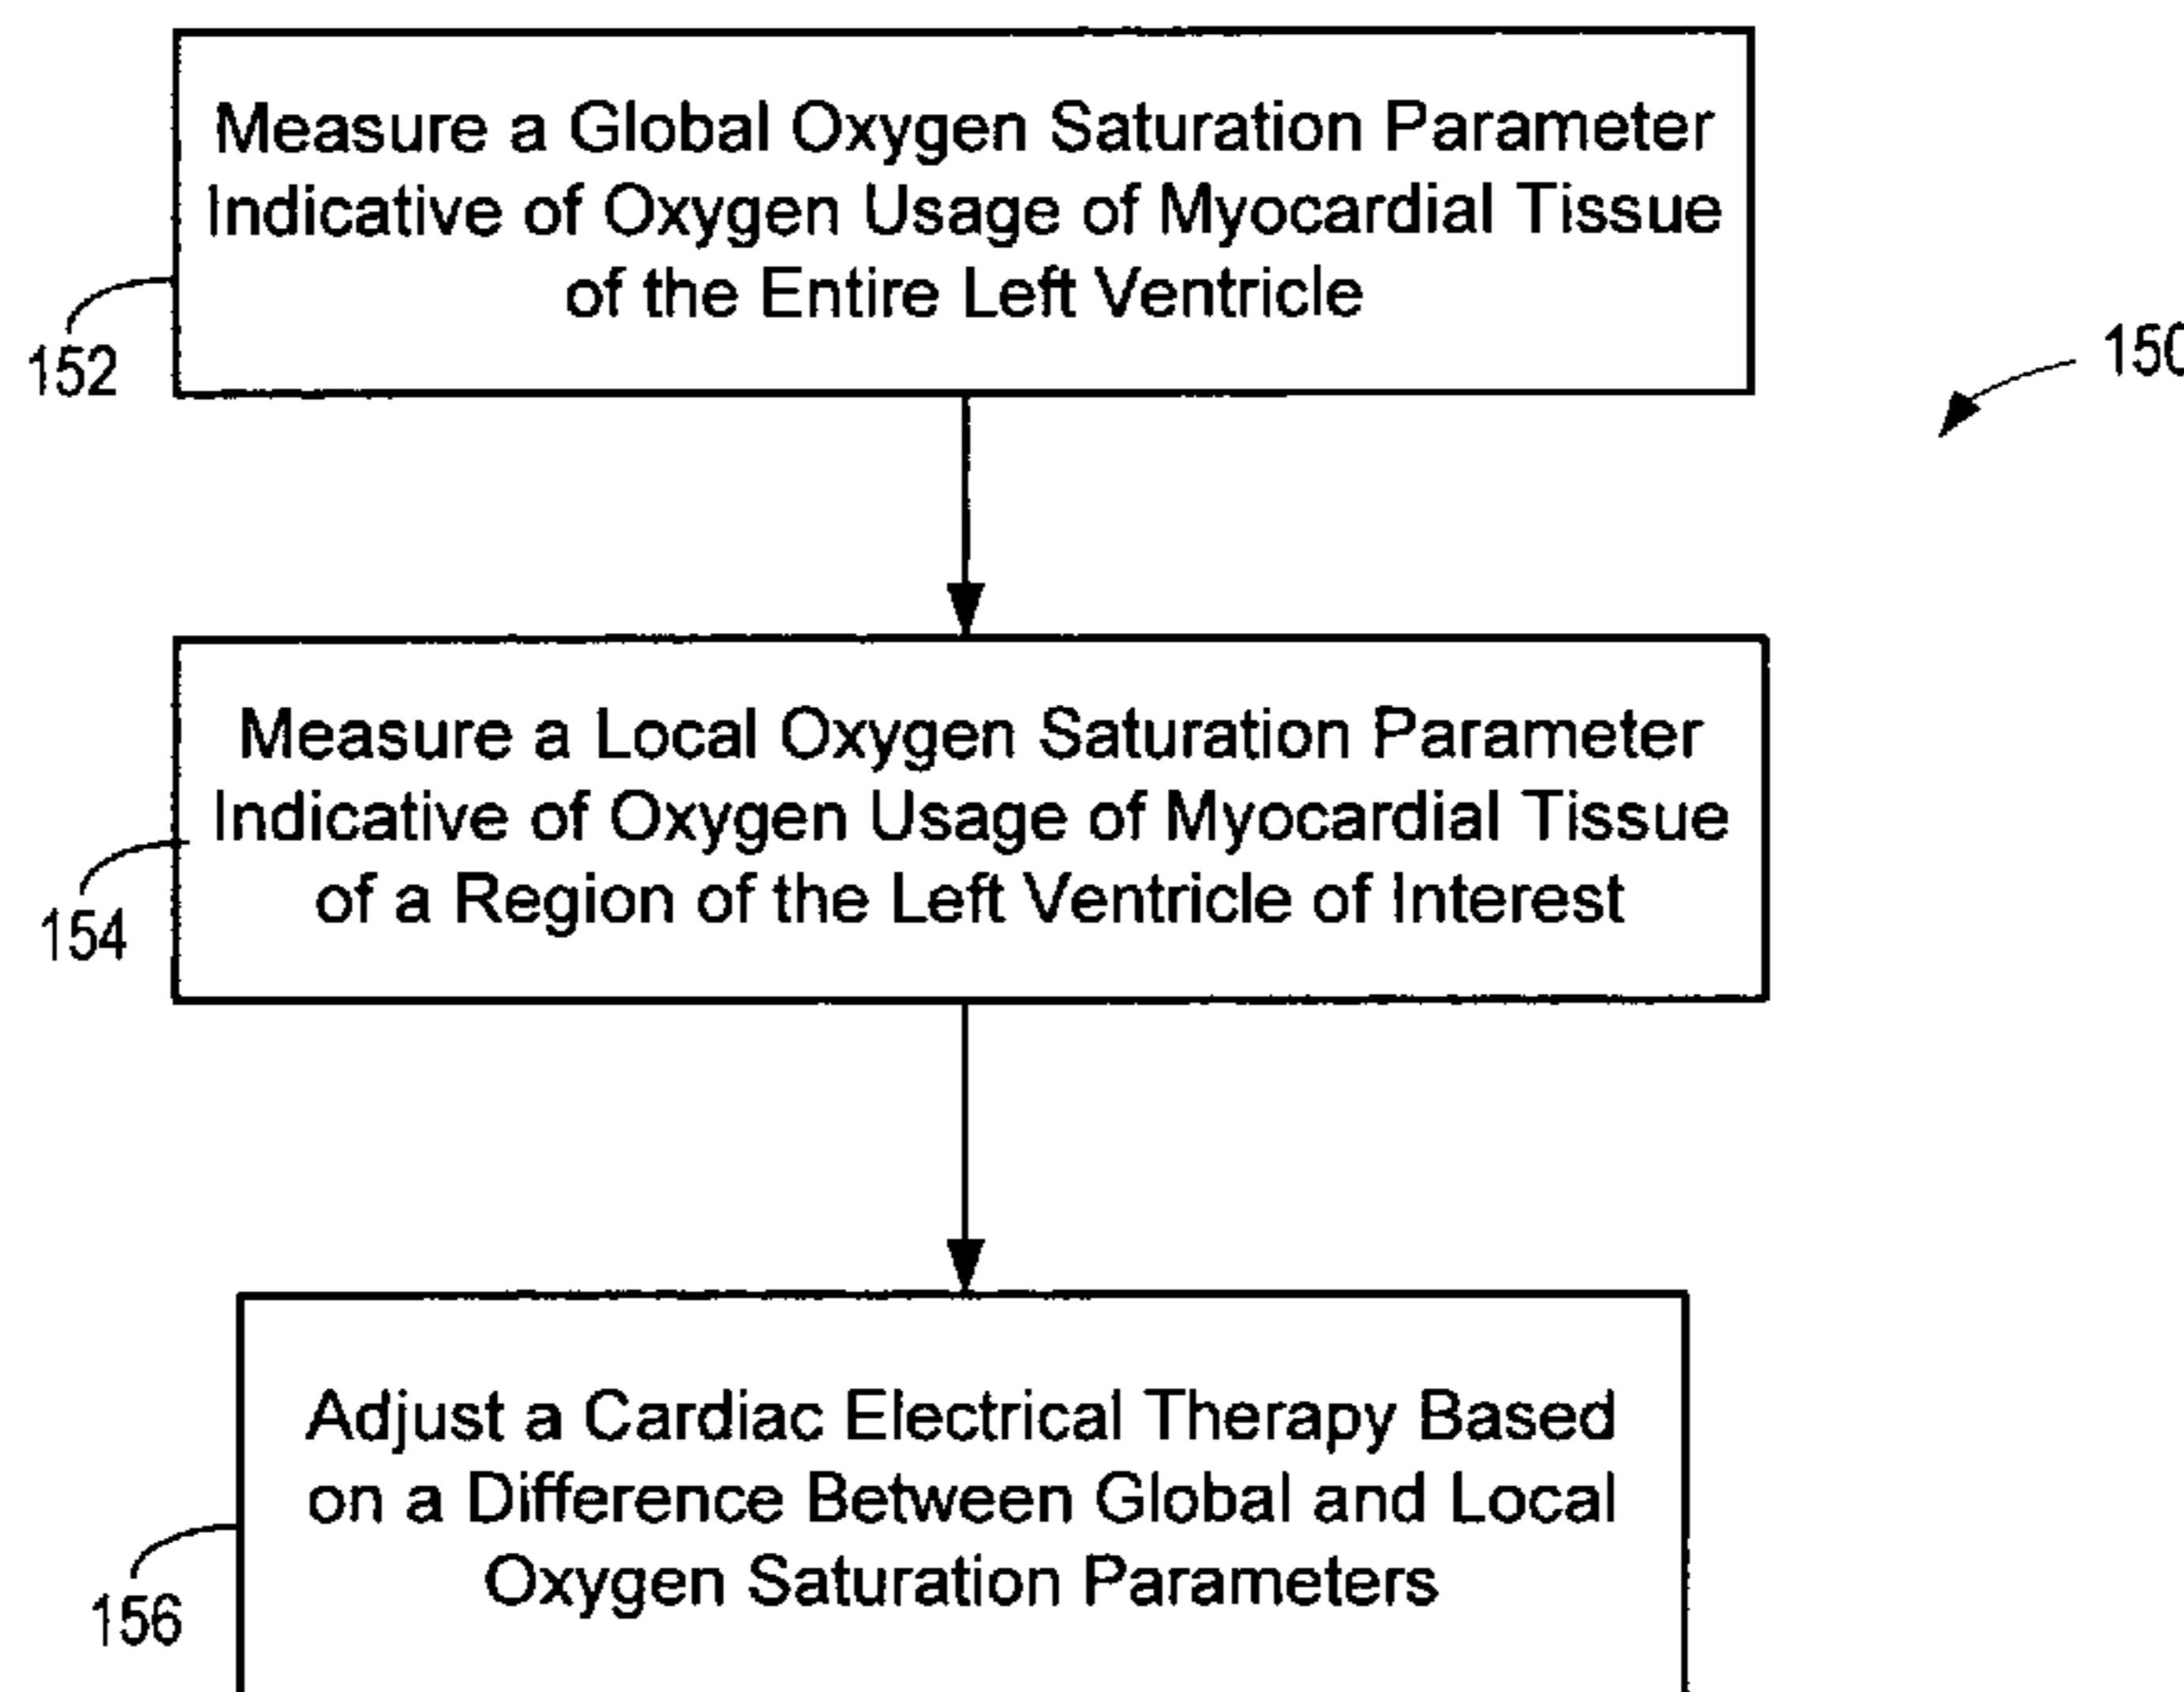 Measure a Global Oxygen Saturation Parameter
Indicative of Oxygen Usage of Myocardial Tissue
of the Entire Left Ventricle
152
150
Measure a Local Oxygen Saturation Parameter
Indicative of Oxygen Usage of Myocardial Tissue
of a Region of the Left Ventricle of Interest
154
Adjust a Cardiac Electrical Therapy Based
on a Difference Between Global and Local
Oxygen Saturation Parameters
156